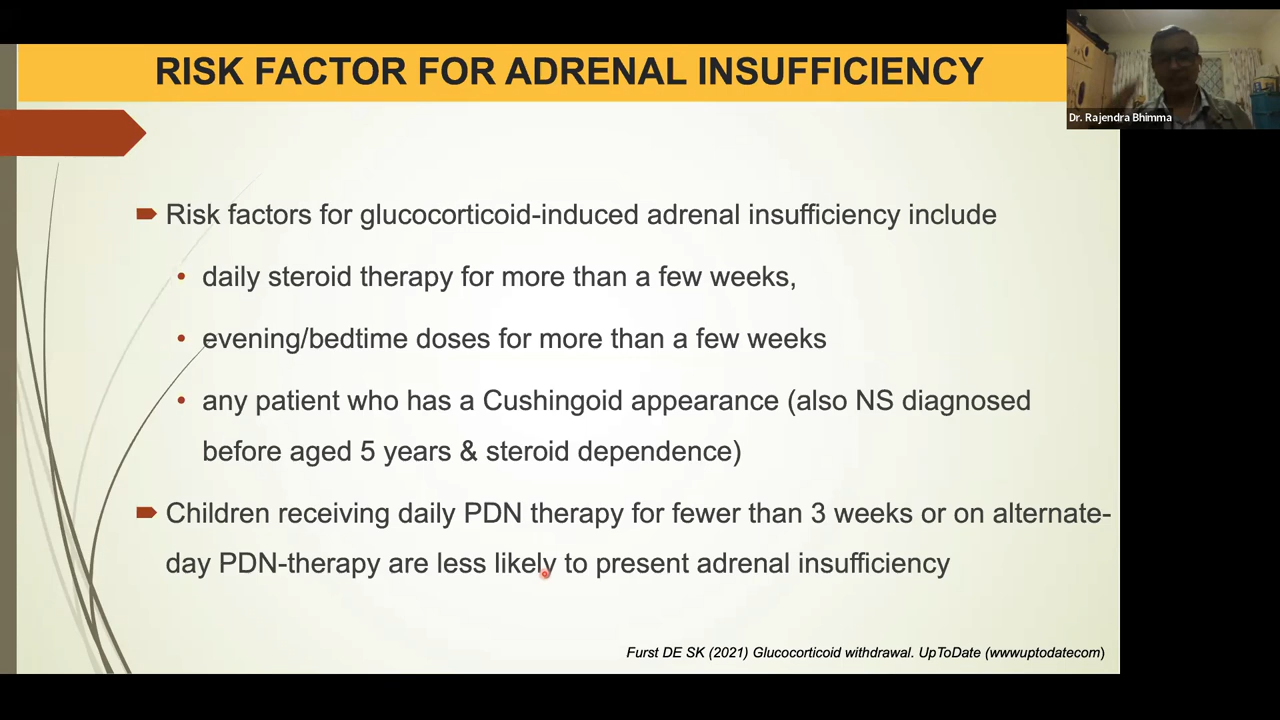 RISK FACTOR FOR ADRENAL INSUFFICIENCY
Dr. Rajendra Bhimma
Risk factors for glucocorticoid-induced adrenal insufficiency include
daily steroid therapy for more than a few weeks,
evening/bedtime doses for more than a few weeks
any patient who has a Cushingoid appearance (also NS diagnosed
before aged 5 years & steroid dependence)
Children receiving daily PDN therapy for fewer than 3 weeks or on alternate-
day PDN-therapy are less likely to present adrenal insufficiency
Furst DE SK (2021) Glucocorticoid withdrawal. UpToDate (wwwuptodatecom)